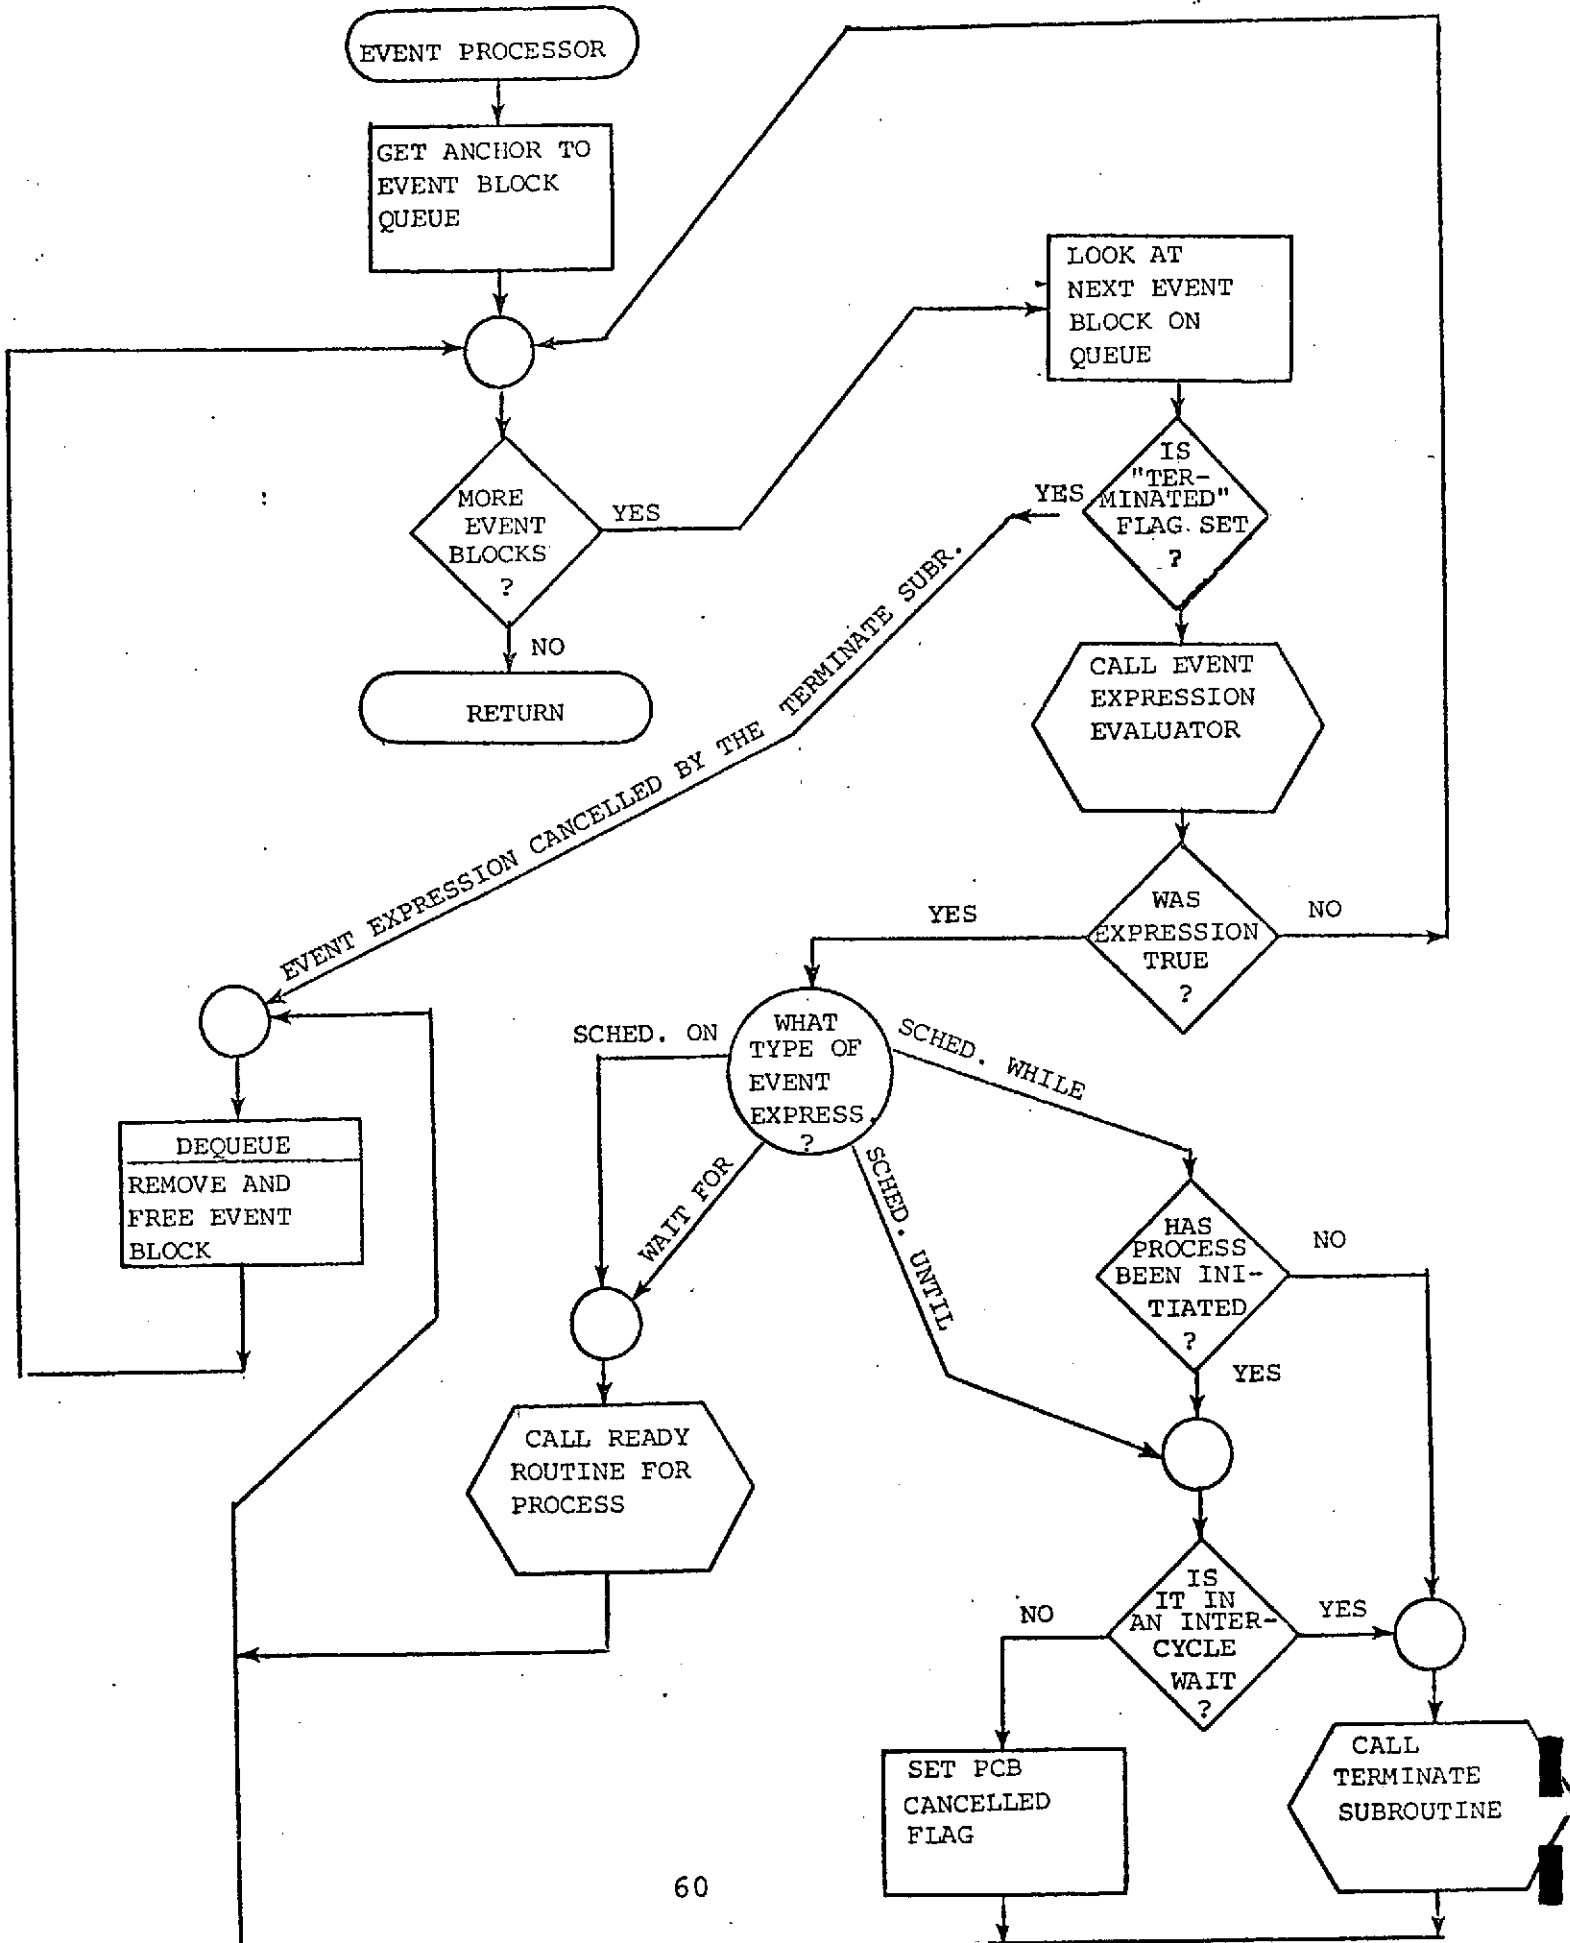 EVENT PROCESSOR
GET ANCHOR TO
EVENT BLOCK
QUEUE
MORE
EVENT
BLOCKS
?
YES
NO
RETURN
LOOK AT
NEXT EVENT
BLOCK ON
QUEUE
IS
"TER-
MINATED"
FLAG SET
?
YES
EVENT EXPRESSION CANCELLED BY THE TERMINATE SUBR.
CALL EVENT
EXPRESSION
EVALUATOR
WAS
EXPRESSION
TRUE
?
YES
NO
WHAT
TYPE OF
EVENT
EXPRESS.
?
SCHED. ON
WAIT FOR
SCHED. UNTIL
SCHED. WHILE
DEQUEUE
REMOVE AND
FREE EVENT
BLOCK
CALL READY
ROUTINE FOR
PROCESS
HAS
PROCESS
BEEN INI-
TIATED
?
NO
YES
IS
IT IN
AN INTER-
CYCLE
WAIT
?
NO
YES
SET PCB
CANCELLED
FLAG
CALL
TERMINATE
SUBROUTINE
60